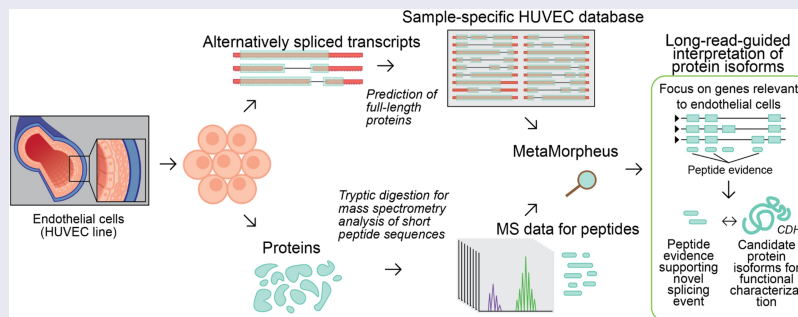 Sample-specific HUVEC database
Alternatively spliced transcripts
Prediction of
full-length
proteins
Endothelial cells
(HUVEC line)
Proteins
Tryptic digestion for
mass spectrometry
analysis of short
peptide sequences
MetaMorpheus
MS data for peptides
Long-read-guided
interpretation of
protein isoforms
Focus on genes relevant
to endothelial cells
Peptide evidence
CDH
Peptide
evidence
supporting
novel
splicing
event
Candidate
protein
isoforms for
functional
characteriza
tion